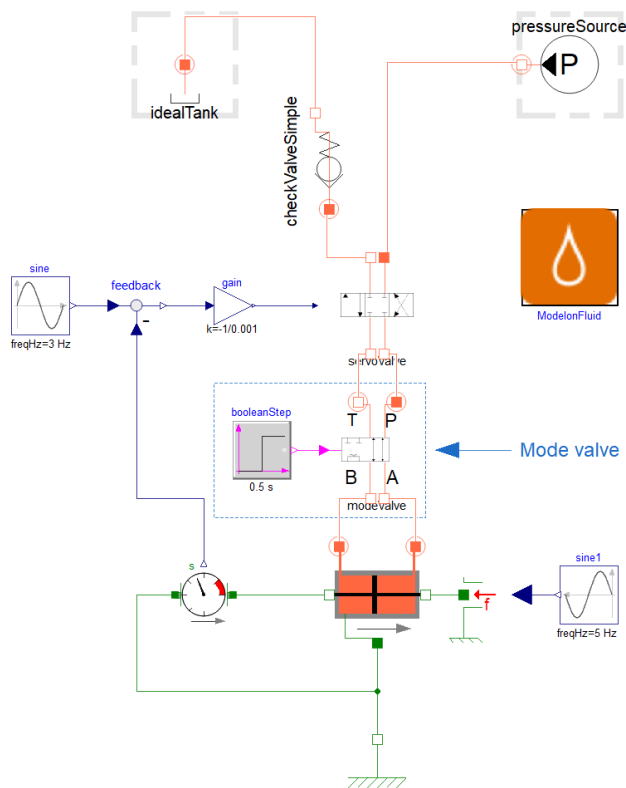 pressureSource
P
idealTank
checkValveSimple
sine
feedback
gain
-
freqHz=3 Hz
k=-1/0.001
ModelonFluid
servoValve
booleanStep
T
P
Mode valve
B
A
0.5 s
modeValve
s
sine1
f
freqHz=5 Hz